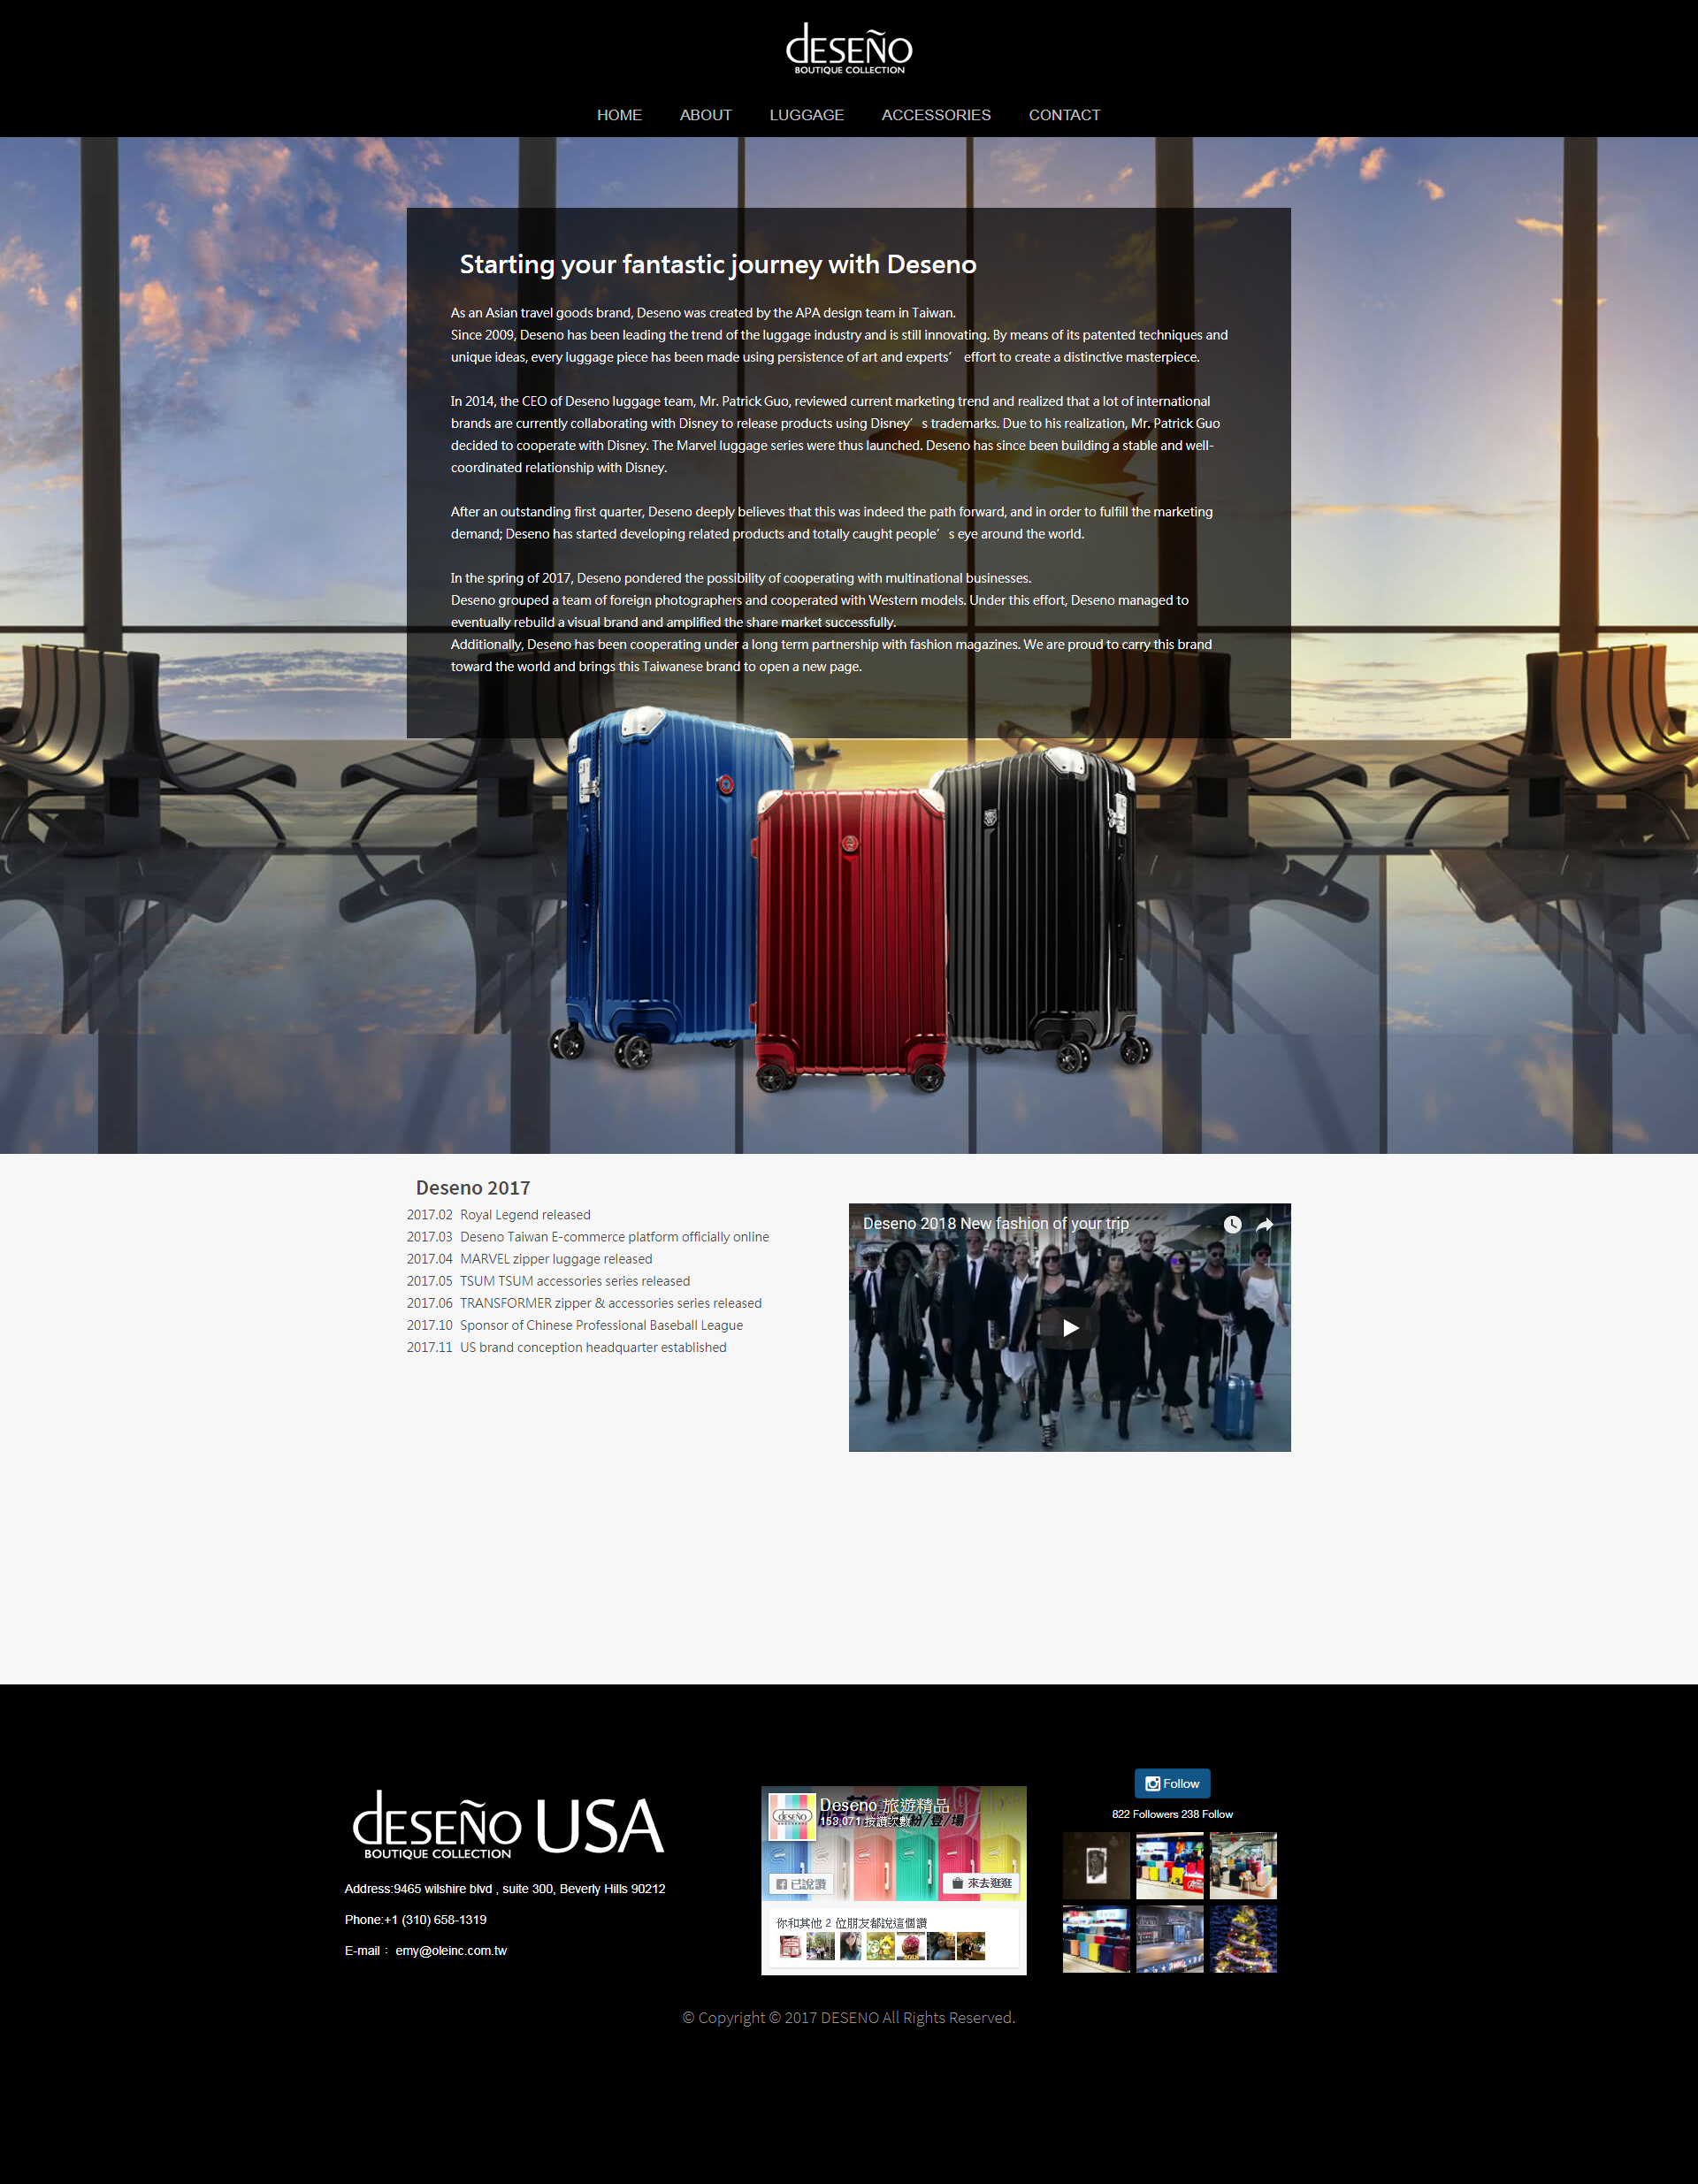 deSEÑO
BOUTIQUE COLLECTION
HOME
ABOUT
LUGGAGE
ACCESSORIES
CONTACT
Starting your fantastic journey with Deseno
As an Asian travel goods brand, Deseno was created by the APA design team in Taiwan.
Since 2009, Deseno has been leading the trend of the luggage industry and is still innovating. By means of its patented techniques and
unique ideas, every luggage piece has been made using persistence of art and experts’ effort to create a distinctive masterpiece.
In 2014, the CEO of Deseno luggage team, Mr. Patrick Guo, reviewed current marketing trend and realized that a lot of international
brands are currently collaborating with Disney to release products using Disney’s trademarks. Due to his realization, Mr. Patrick Guo
decided to cooperate with Disney. The Marvel luggage series were thus launched. Deseno has since been building a stable and well-
coordinated relationship with Disney.
After an outstanding first quarter, Deseno deeply believes that this was indeed the path forward, and in order to fulfill the marketing
demand; Deseno has started developing related products and totally caught people’s eye around the world.
In the spring of 2017, Deseno pondered the possibility of cooperating with multinational businesses.
Deseno grouped a team of foreign photographers and cooperated with Western models. Under this effort, Deseno managed to
eventually rebuild a visual brand and amplified the share market successfully.
Additionally, Deseno has been cooperating under a long term partnership with fashion magazines. We are proud to carry this brand
toward the world and brings this Taiwanese brand to open a new page.
Deseno 2017
2017.02 Royal Legend released
2017.03 Deseno Taiwan E-commerce platform officially online
2017.04 MARVEL zipper luggage released
2017.05 TSUM TSUM accessories series released
2017.06 TRANSFORMER zipper & accessories series released
2017.10 Sponsor of Chinese Professional Baseball League
2017.11 US brand conception headquarter established
Deseno 2018 New fashion of your trip
deSEÑO USA
BOUTIQUE COLLECTION
Address:9465 wilshire blvd , suite 300, Beverly Hills 90212
Phone:+1 (310) 658-1319
E-mail： emy@oleinc.com.tw
DESEÑO
Deseno 旅遊精品
153,071 按讚次數
粉/登/場
已說讚
來去逛逛
你和其他 2 位朋友都說這個讚
Follow
822 Followers 238 Follow
© Copyright © 2017 DESENO All Rights Reserved.